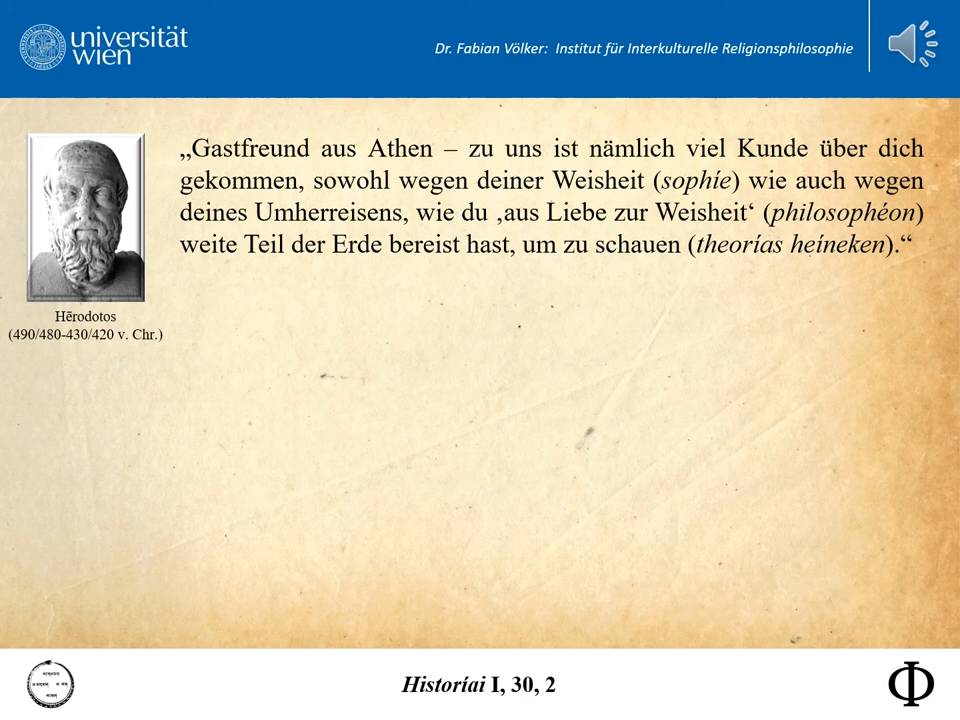 universität
wien
Dr. Fabian Völker: Institut für Interkulturelle Religionsphilosophie
„Gastfreund aus Athen – zu uns ist nämlich viel Kunde über dich
gekommen, sowohl wegen deiner Weisheit (sophíe) wie auch wegen
deines Umherreisens, wie du ‚aus Liebe zur Weisheit‘ (philosophéon)
weite Teil der Erde bereist hast, um zu schauen (theorías heíneken).“
Hērodotos
(490/480-430/420 v. Chr.)
Historíai I, 30, 2
Φ